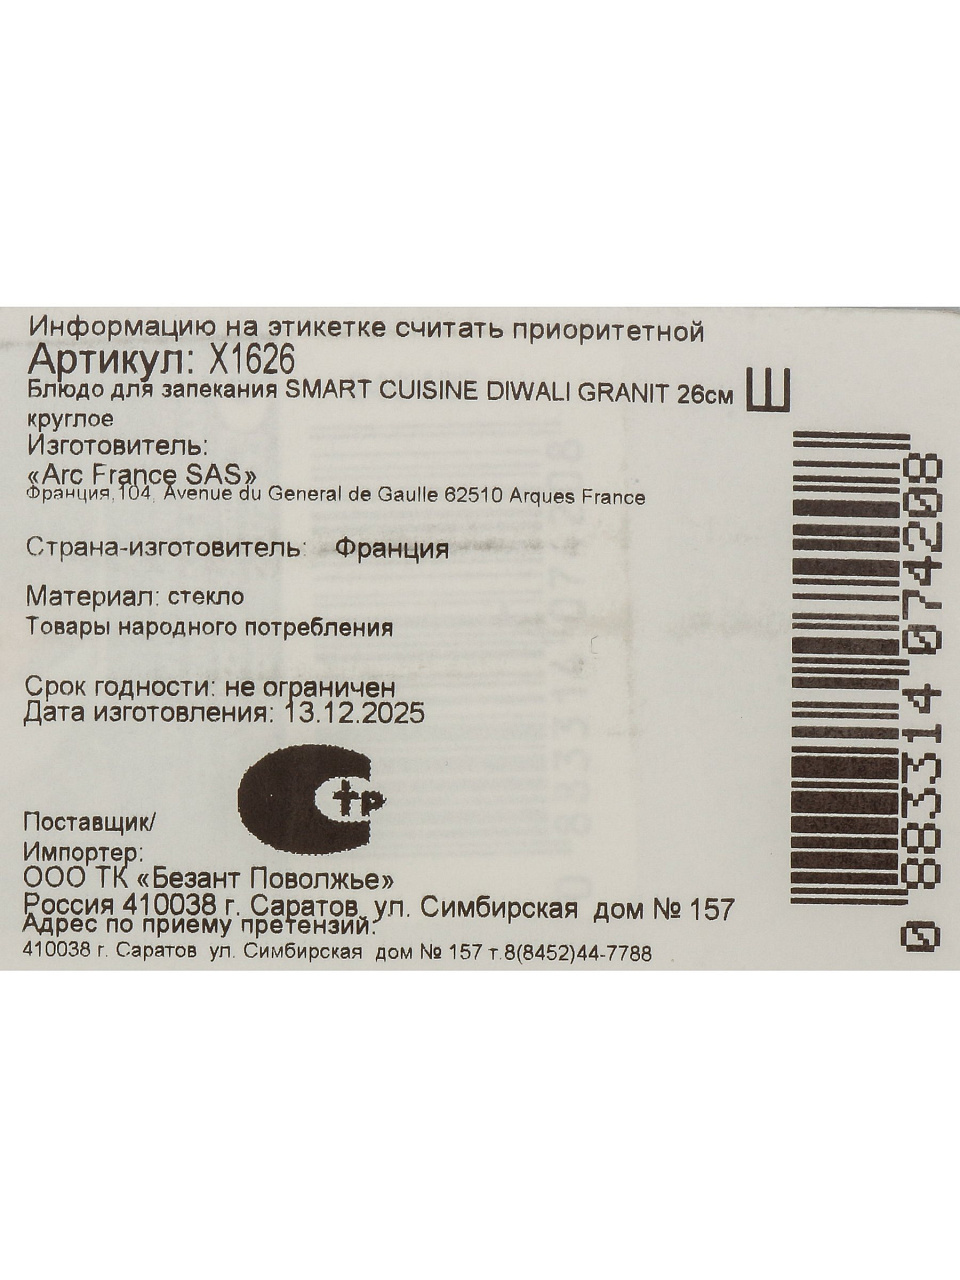 Информацию на этикетке считать приоритетной
Артикул: X1626
Блюдо для запекания SMART CUISINE DIWALI GRANIT 26см
круглое
Ш
Изготовитель:
«Arc France SAS»
Франция,104, Avenue du General de Gaulle 62510 Arques France
Страна-изготовитель: Франция
Материал: стекло
Товары народного потребления
Срок годности: не ограничен
Дата изготовления: 13.12.2025
Стр
Поставщик/
Импортер:
ООО ТК «Безант Поволжье»
Россия 410038 г. Саратов, ул. Симбирская дом № 157
Адрес по приему претензий:
410038 г. Саратов ул. Симбирская дом № 157 т.8(8452)44-7788
0 883314 074208